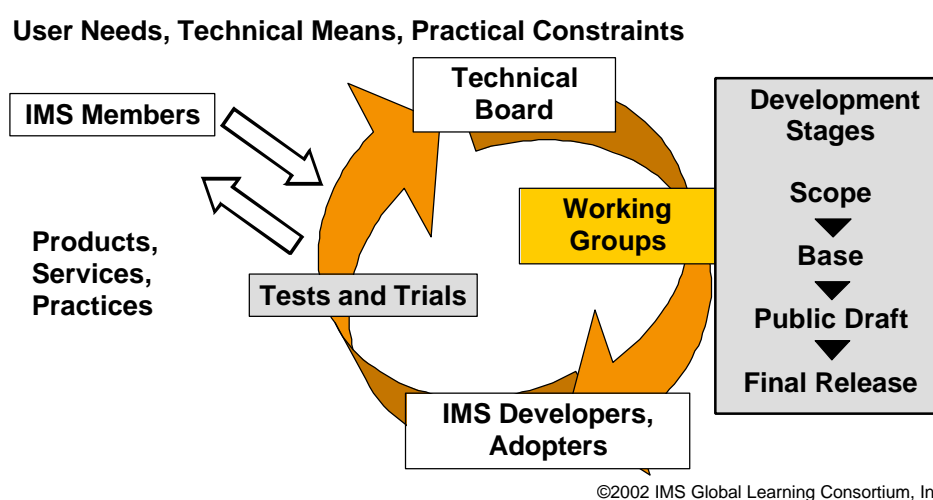 User Needs, Technical Means, Practical Constraints
Technical
Board
IMS Members
Development
Stages
Scope
Working
Groups
Base
Products,
Services,
Practices
Tests and Trials
Public Draft
Final Release
IMS Developers,
Adopters
©2002 IMS Global Learning Consortium, In